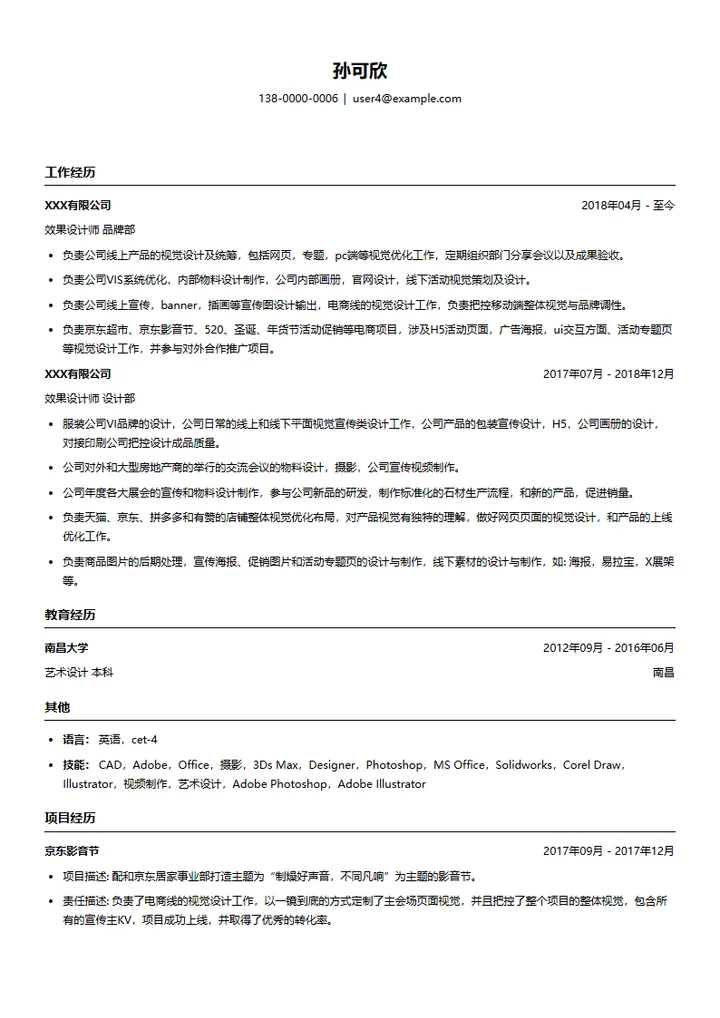 孙可欣
138-0000-0006 | user4@example.com
工作经历
XXX有限公司 2018年04月 - 至今
效果设计师 品牌部
• 负责公司线上产品的视觉设计及统筹，包括网页，专题，pc端等视觉优化工作，定期组织部门分享会议以及成果验收。
• 负责公司VIS系统优化，内部物料设计制作，公司内部画册，官网设计，线下活动视觉策划及设计。
• 负责公司线上宣传，banner，插画等宣传图设计输出，电商线的视觉设计工作，负责把控移动端整体视觉与品牌调性。
• 负责京东超市、京东影音节、520、圣诞、年货节活动促销等电商项目，涉及H5活动页面，广告海报，ui交互方面、活动专题页
等视觉设计工作，并参与对外合作推广项目。
XXX有限公司 2017年07月 - 2018年12月
效果设计师 设计部
• 服装公司VI品牌的设计，公司日常的线上和线下平面视觉宣传类设计工作，公司产品的包装宣传设计，H5，公司画册的设计，
对接印刷公司把控设计成品质量。
• 公司对外和大型房地产商的举行的交流会议的物料设计，摄影，公司宣传视频制作。
• 公司年度各大展会的宣传和物料设计制作，参与公司新品的研发，制作标准化的石材生产流程，和新的产品，促进销量。
• 负责天猫、京东、拼多多和有赞的店铺整体视觉优化布局，对产品视觉有独特的理解，做好网页页面的视觉设计，和产品的上线
优化工作。
• 负责商品图片的后期处理，宣传海报、促销图片和活动专题页的设计与制作，线下素材的设计与制作，如: 海报，易拉宝，X展架
等。
教育经历
南昌大学 2012年09月 - 2016年06月
艺术设计 本科 南昌
其他
• 语言： 英语，cet-4
• 技能： CAD，Adobe，Office，摄影，3Ds Max，Designer，Photoshop，MS Office，Solidworks，Corel Draw，
Illustrator，视频制作，艺术设计，Adobe Photoshop，Adobe Illustrator
项目经历
京东影音节 2017年09月 - 2017年12月
• 项目描述: 配和京东居家事业部打造主题为“制燥好声音，不同凡响”为主题的影音节。
• 责任描述: 负责了电商线的视觉设计工作，以一镜到底的方式定制了主会场页面视觉，并且把控了整个项目的整体视觉，包含所
有的宣传主KV，项目成功上线，并取得了优秀的转化率。